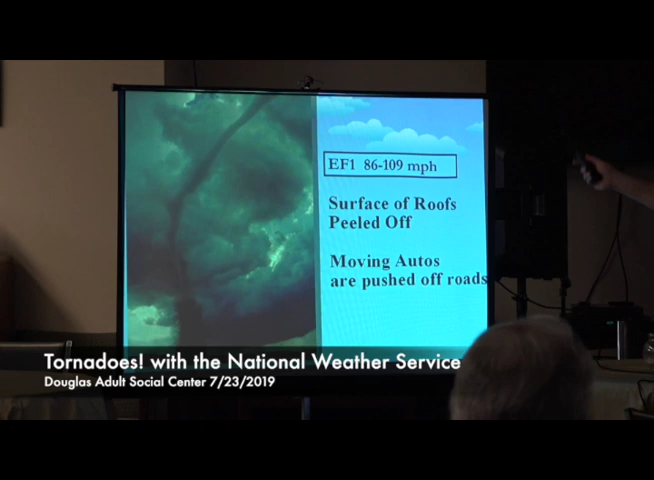 EF1 86-109 mph
Surface of Roofs
Peeled Off
Moving Autos
are pushed off roads
Tornadoes! with the National Weather Service
Douglas Adult Social Center 7/23/2019